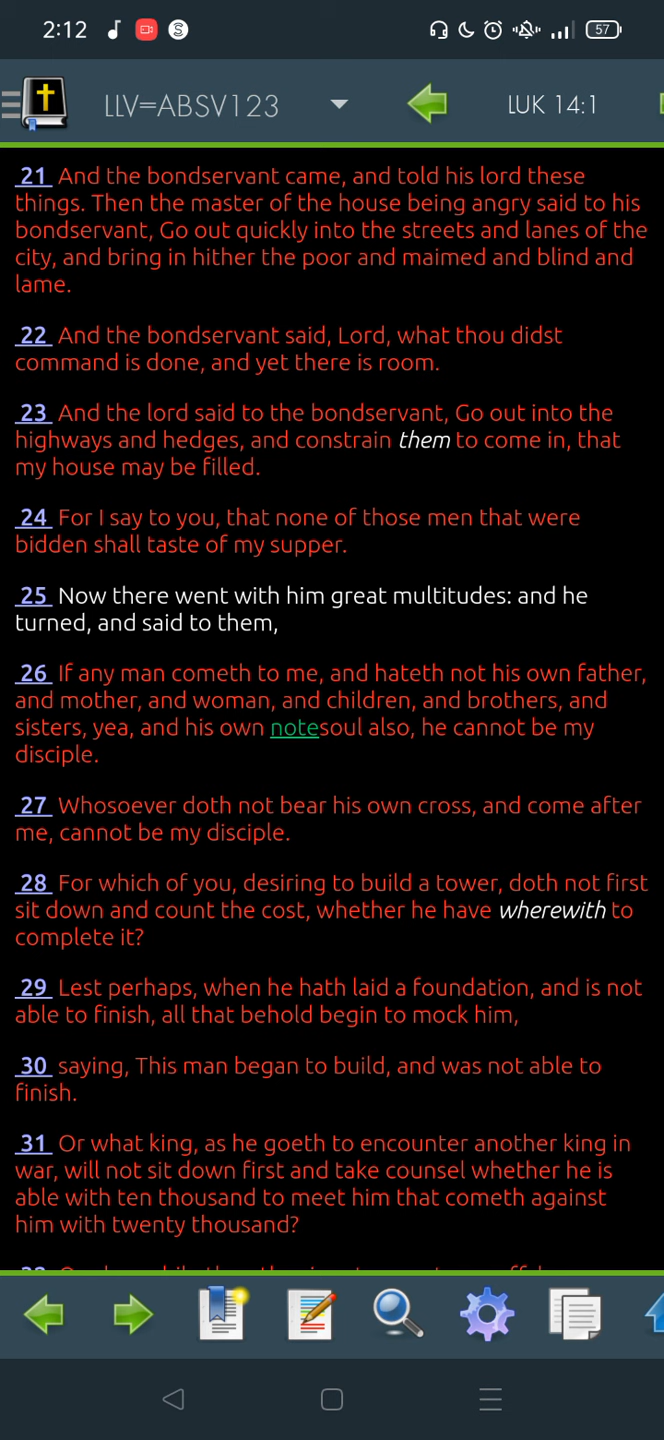 2:12
57
LLV=ABSV123
LUK 14:1
21 And the bondservant came, and told his lord these
things. Then the master of the house being angry said to his
bondservant, Go out quickly into the streets and lanes of the
city, and bring in hither the poor and maimed and blind and
lame.
22 And the bondservant said, Lord, what thou didst
command is done, and yet there is room.
23 And the lord said to the bondservant, Go out into the
highways and hedges, and constrain them to come in, that
my house may be filled.
24 For I say to you, that none of those men that were
bidden shall taste of my supper.
25 Now there went with him great multitudes: and he
turned, and said to them,
26 If any man cometh to me, and hateth not his own father,
and mother, and woman, and children, and brothers, and
sisters, yea, and his own notesoul also, he cannot be my
disciple.
27 Whosoever doth not bear his own cross, and come after
me, cannot be my disciple.
28 For which of you, desiring to build a tower, doth not first
sit down and count the cost, whether he have wherewith to
complete it?
29 Lest perhaps, when he hath laid a foundation, and is not
able to finish, all that behold begin to mock him,
30 saying, This man began to build, and was not able to
finish.
31 Or what king, as he goeth to encounter another king in
war, will not sit down first and take counsel whether he is
able with ten thousand to meet him that cometh against
him with twenty thousand?